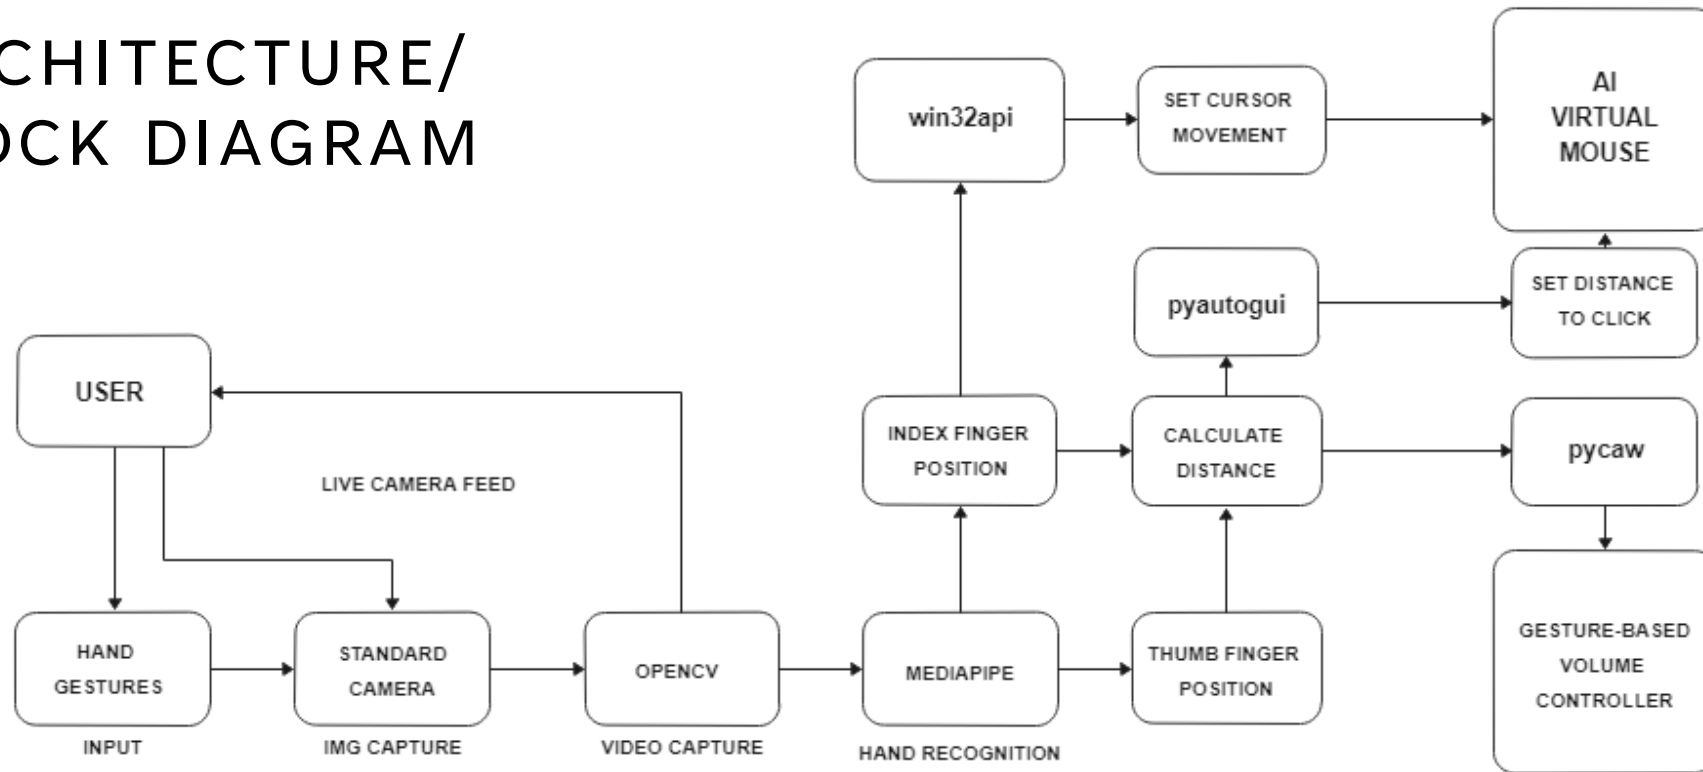 CHITECTURE/
OCK DIAGRAM
win32api
SET CURSOR
MOVEMENT
AI
VIRTUAL
MOUSE
pyautogui
SET DISTANCE
TO CLICK
USER
INDEX FINGER
POSITION
CALCULATE
DISTANCE
pycaw
LIVE CAMERA FEED
HAND
GESTURES
STANDARD
CAMERA
OPENCV
MEDIAPIPE
THUMB FINGER
POSITION
GESTURE-BASED
VOLUME
CONTROLLER
INPUT
IMG CAPTURE
VIDEO CAPTURE
HAND RECOGNITION